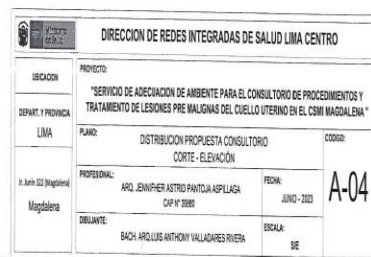 Ministerio de Salud
DIRECCION DE REDES INTEGRADAS DE SALUD LIMA CENTRO
UBICACION
DEPART. Y PROVINCIA
LIMA
Jr. Junin 322 (Magdalena)
Magdalena
PROYECTO:
"SERVICIO DE ADECUACION DE AMBIENTE PARA EL CONSULTORIO DE PROCEDIMIENTOS Y
TRATAMIENTO DE LESIONES PRE MALIGNAS DEL CUELLO UTERINO EN EL CSMI MAGDALENA "
PLANO:
DISTRIBUCION PROPUESTA CONSULTORIO
CORTE - ELEVACIÓN
CODIGO:
A-04
PROFESIONAL:
ARQ. JENNIFHER ASTRID PANTOJA ASPILLAGA
CAP N°
FECHA:
JUNIO - 2023
DIBUJANTE:
BACH. ARQ.LUIS ANTHONY VALLADARES RIVERA
ESCALA:
S/E